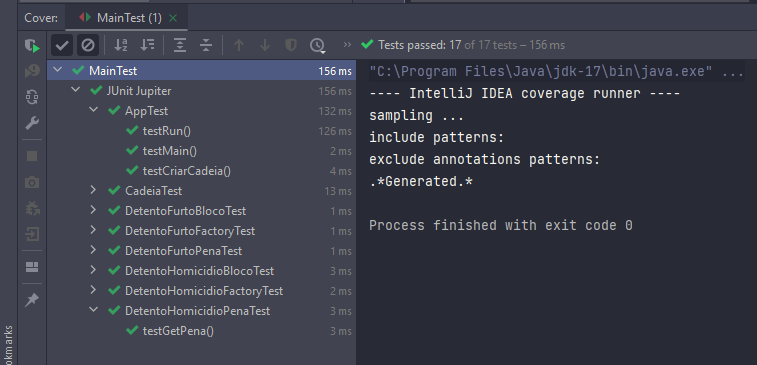 Cover: MainTest (1) ×
» Tests passed: 17 of 17 tests – 156 ms
MainTest 156 ms
JUnit Jupiter 156 ms
AppTest 132 ms
testRun() 126 ms
testMain() 2 ms
testCriarCadeia() 4 ms
CadeiaTest 13 ms
DetentoFurtoBlocoTest 1 ms
DetentoFurtoFactoryTest 1 ms
DetentoFurtoPenaTest 1 ms
DetentoHomicidioBlocoTest 3 ms
DetentoHomicidioFactoryTest 2 ms
DetentoHomicidioPenaTest 3 ms
testGetPena() 3 ms
"C:\Program Files\Java\jdk-17\bin\java.exe" ...
---- IntelliJ IDEA coverage runner ----
sampling ...
include patterns:
exclude annotations patterns:
.*Generated.*
Process finished with exit code 0
okmarks